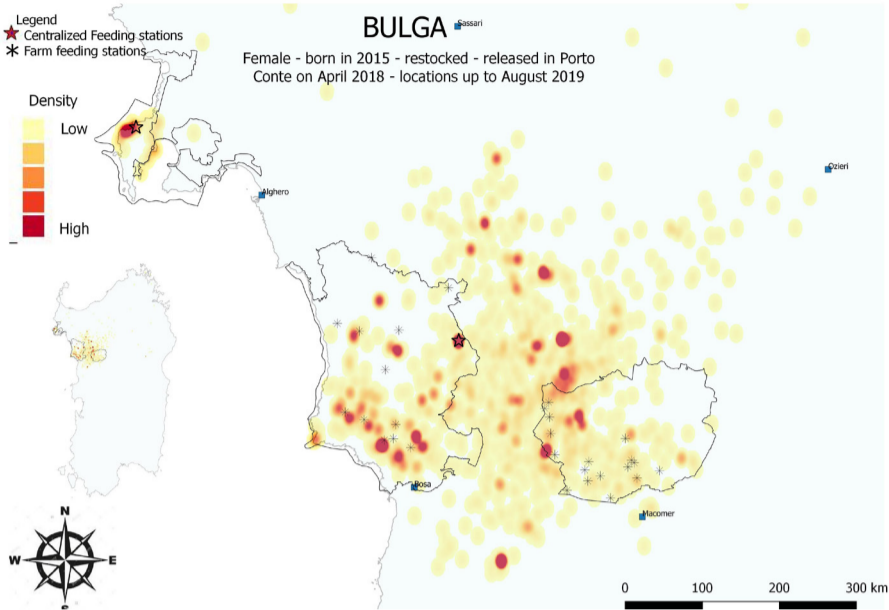 BULGA
Female - born in 2015 - restocked - released in Porto
Conte on April 2018 - locations up to August 2019
Legend
Centralized Feeding stations
Farm feeding stations
Density
Low
High
Sassari
Ozieri
Alghero
Bosa
Macomer
N
W E
S
0 100 200 300 km